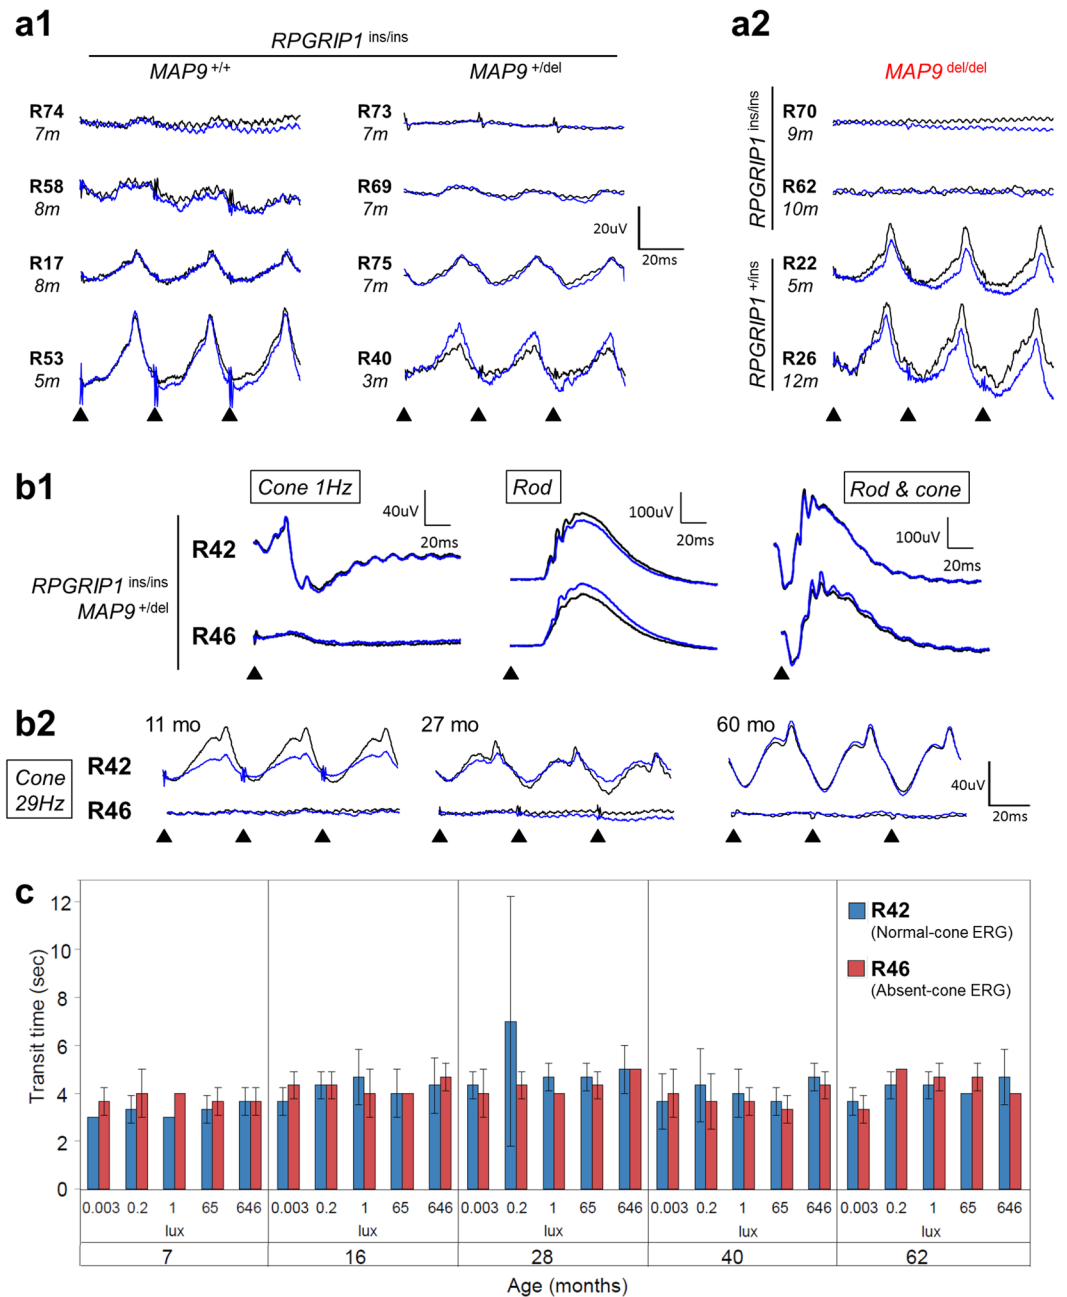 a1
RPGRIP1 ins/ins
MAP9 +/+
MAP9 +/del
R74
7m
R58
8m
R17
8m
R53
5m
R73
7m
R69
7m
R75
7m
R40
3m
20uV
20ms
a2
MAP9 del/del
RPGRIP1 ins/ins
RPGRIP1 +/ins
R70
9m
R62
10m
R22
5m
R26
12m
b1
Cone 1Hz
40uV
20ms
Rod
100uV
20ms
Rod & cone
100uV
20ms
RPGRIP1 ins/ins
MAP9 +/del
R42
R46
b2
Cone
29Hz
11 mo
27 mo
60 mo
R42
R46
40uV
20ms
c
Transit time (sec)
12
10
8
6
4
2
0
R42
(Normal-cone ERG)
R46
(Absent-cone ERG)
0.003 0.2 1 65 646 0.003 0.2 1 65 646 0.003 0.2 1 65 646 0.003 0.2 1 65 646 0.003 0.2 1 65 646
lux lux lux lux lux
7 16 28 40 62
Age (months)